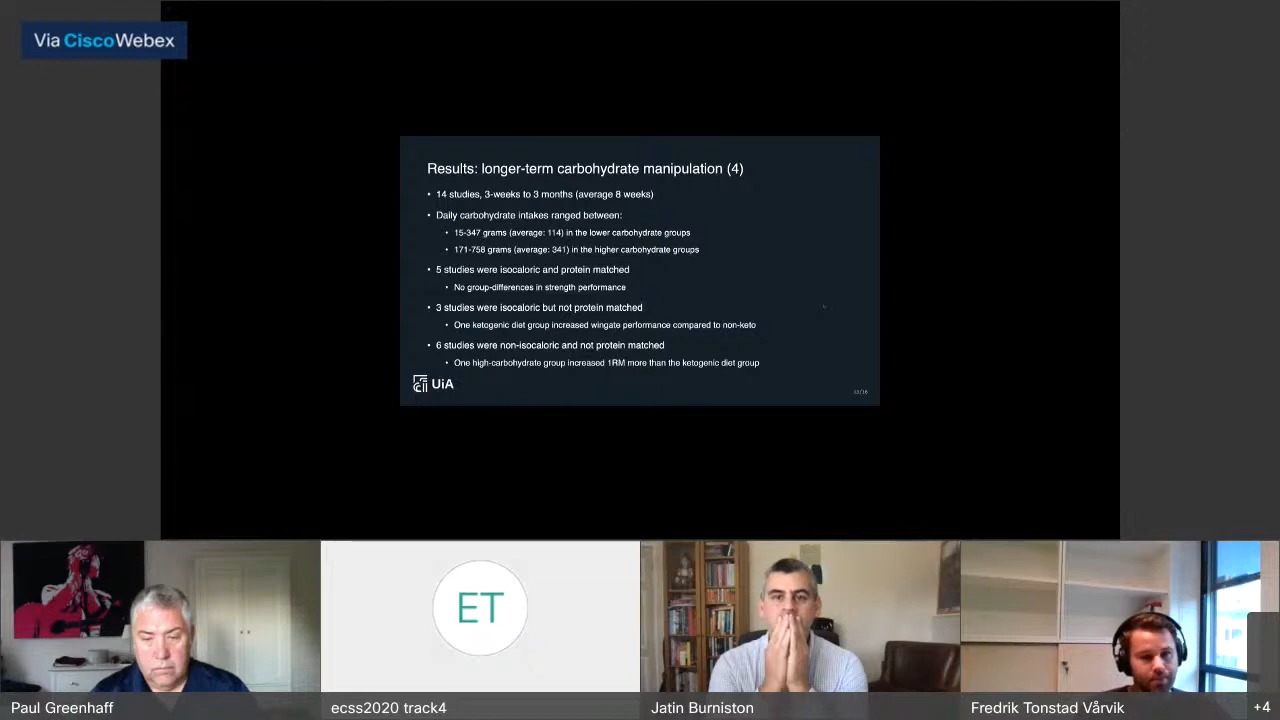 Via CiscoWebex
Results: longer-term carbohydrate manipulation (4)
• 14 studies, 3-weeks to 3 months (average 8 weeks)
• Daily carbohydrate intakes ranged between:
• 15-347 grams (average: 114) in the lower carbohydrate groups
• 171-758 grams (average: 341) in the higher carbohydrate groups
• 5 studies were isocaloric and protein matched
• No group-differences in strength performance
• 3 studies were isocaloric but not protein matched
• One ketogenic diet group increased wingate performance compared to non-keto
• 6 studies were non-isocaloric and not protein matched
• One high-carbohydrate group increased 1RM more than the ketogenic diet group
UiA
ET
Paul Greenhaff
ecss2020 track4
Jatin Burniston
Fredrik Tonstad Vårvik
+4